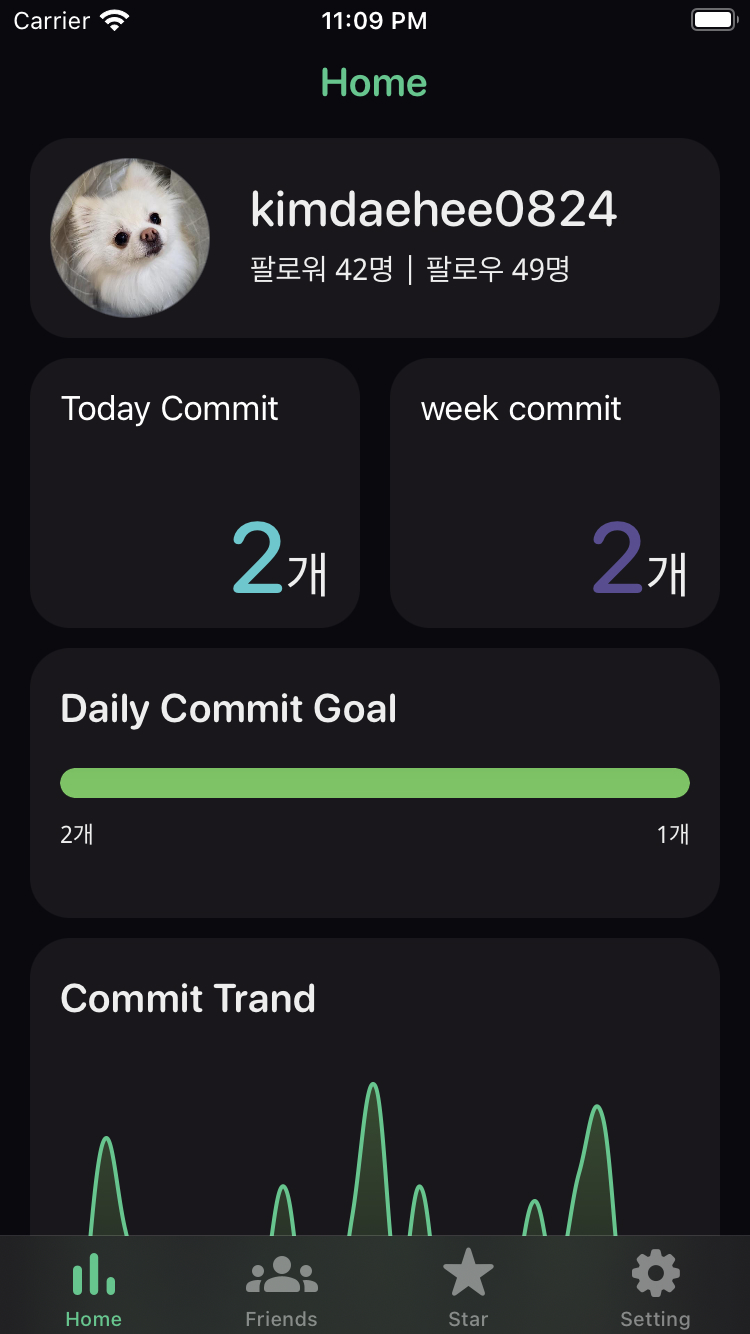 Carrier 11:09 PM
Home
kimdaehee0824
팔로워 42명 | 팔로우 49명
Today Commit
2개
week commit
2개
Daily Commit Goal
2개 1개
Commit Trand
Home Friends Star Setting